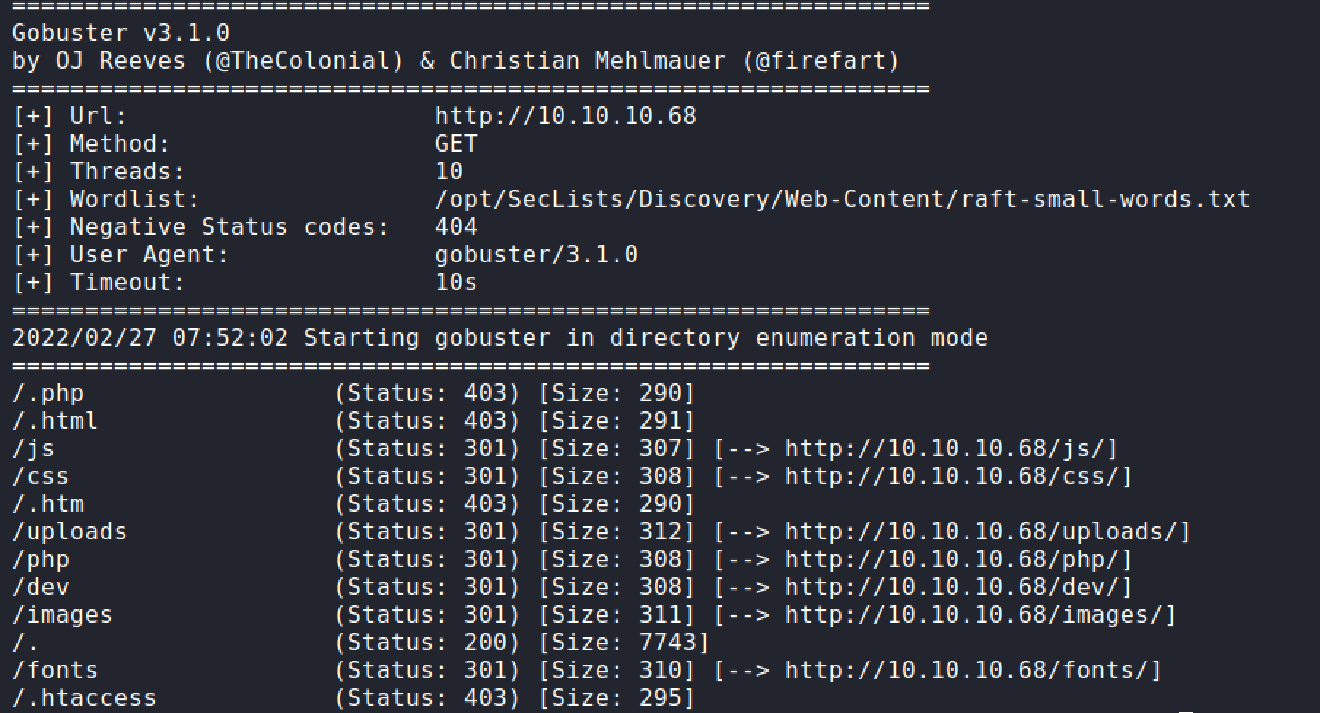 ===============================================================
Gobuster v3.1.0
by OJ Reeves (@TheColonial) & Christian Mehlmauer (@firefart)
===============================================================
[+] Url:                     http://10.10.10.68
[+] Method:                  GET
[+] Threads:                 10
[+] Wordlist:                /opt/SecLists/Discovery/Web-Content/raft-small-words.txt
[+] Negative Status codes:   404
[+] User Agent:              gobuster/3.1.0
[+] Timeout:                 10s
===============================================================
2022/02/27 07:52:02 Starting gobuster in directory enumeration mode
===============================================================
/.php                 (Status: 403) [Size: 290]
/.html                (Status: 403) [Size: 291]
/js                   (Status: 301) [Size: 307] [--> http://10.10.10.68/js/]
/css                  (Status: 301) [Size: 308] [--> http://10.10.10.68/css/]
/.htm                 (Status: 403) [Size: 290]
/uploads              (Status: 301) [Size: 312] [--> http://10.10.10.68/uploads/]
/php                  (Status: 301) [Size: 308] [--> http://10.10.10.68/php/]
/dev                  (Status: 301) [Size: 308] [--> http://10.10.10.68/dev/]
/images               (Status: 301) [Size: 311] [--> http://10.10.10.68/images/]
/.                    (Status: 200) [Size: 7743]
/fonts                (Status: 301) [Size: 310] [--> http://10.10.10.68/fonts/]
/.htaccess            (Status: 403) [Size: 295]